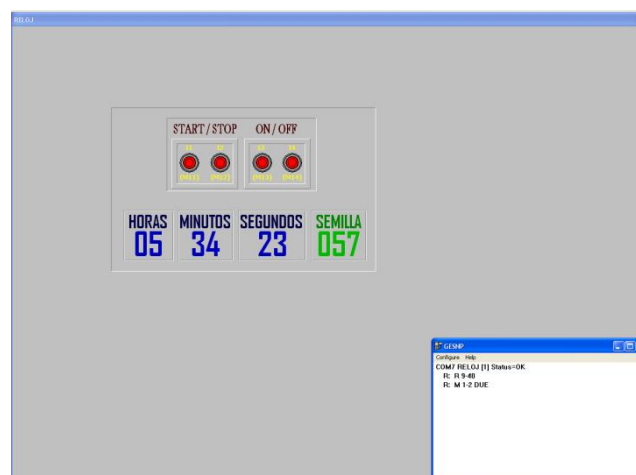 RELOJ
START / STOP ON / OFF
HORAS MINUTOS SEGUNDOS SEMILLA
05 34 23 057
GESNP
Configure Help
COM7 RELOJ [1] Status=OK
R: R 9-48
R: M 1-2 DUE